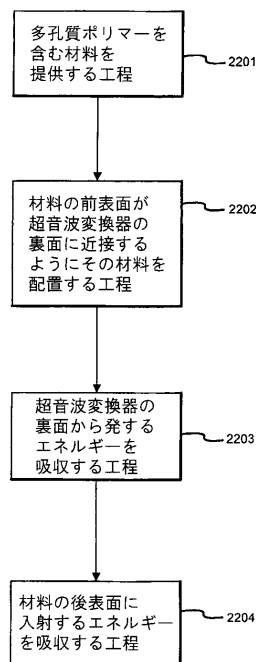 多孔質ポリマーを
含む材料を
提供する工程
2201
材料の前表面が
超音波変換器の
裏面に近接する
ようにその材料を
配置する工程
2202
超音波変換器の
裏面から発する
エネルギーを
吸収する工程
2203
材料の後表面に
入射するエネルギー
を吸収する工程
2204